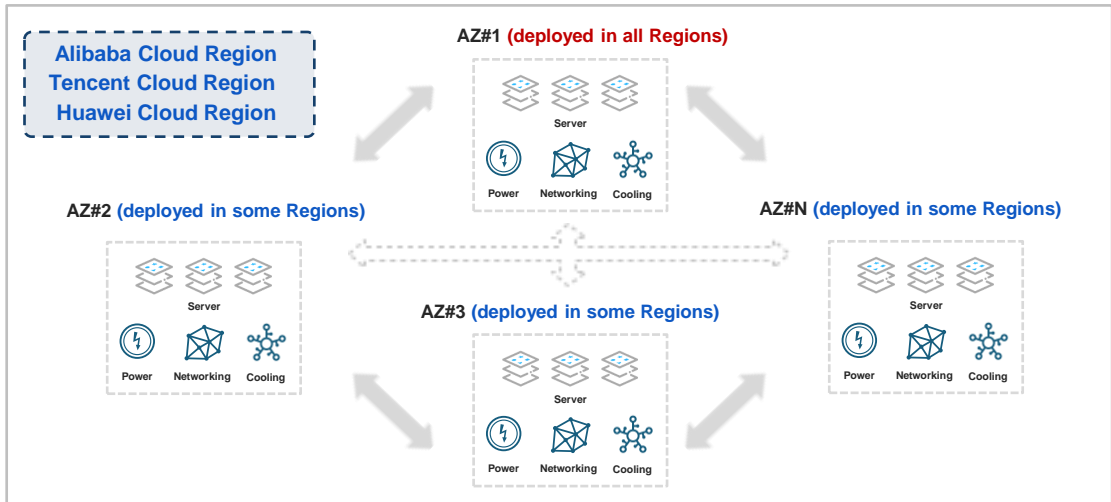 Alibaba Cloud Region
Tencent Cloud Region
Huawei Cloud Region
AZ#1 (deployed in all Regions)
Server
Power Networking Cooling
AZ#2 (deployed in some Regions)
Server
Power Networking Cooling
AZ#N (deployed in some Regions)
Server
Power Networking Cooling
AZ#3 (deployed in some Regions)
Server
Power Networking Cooling